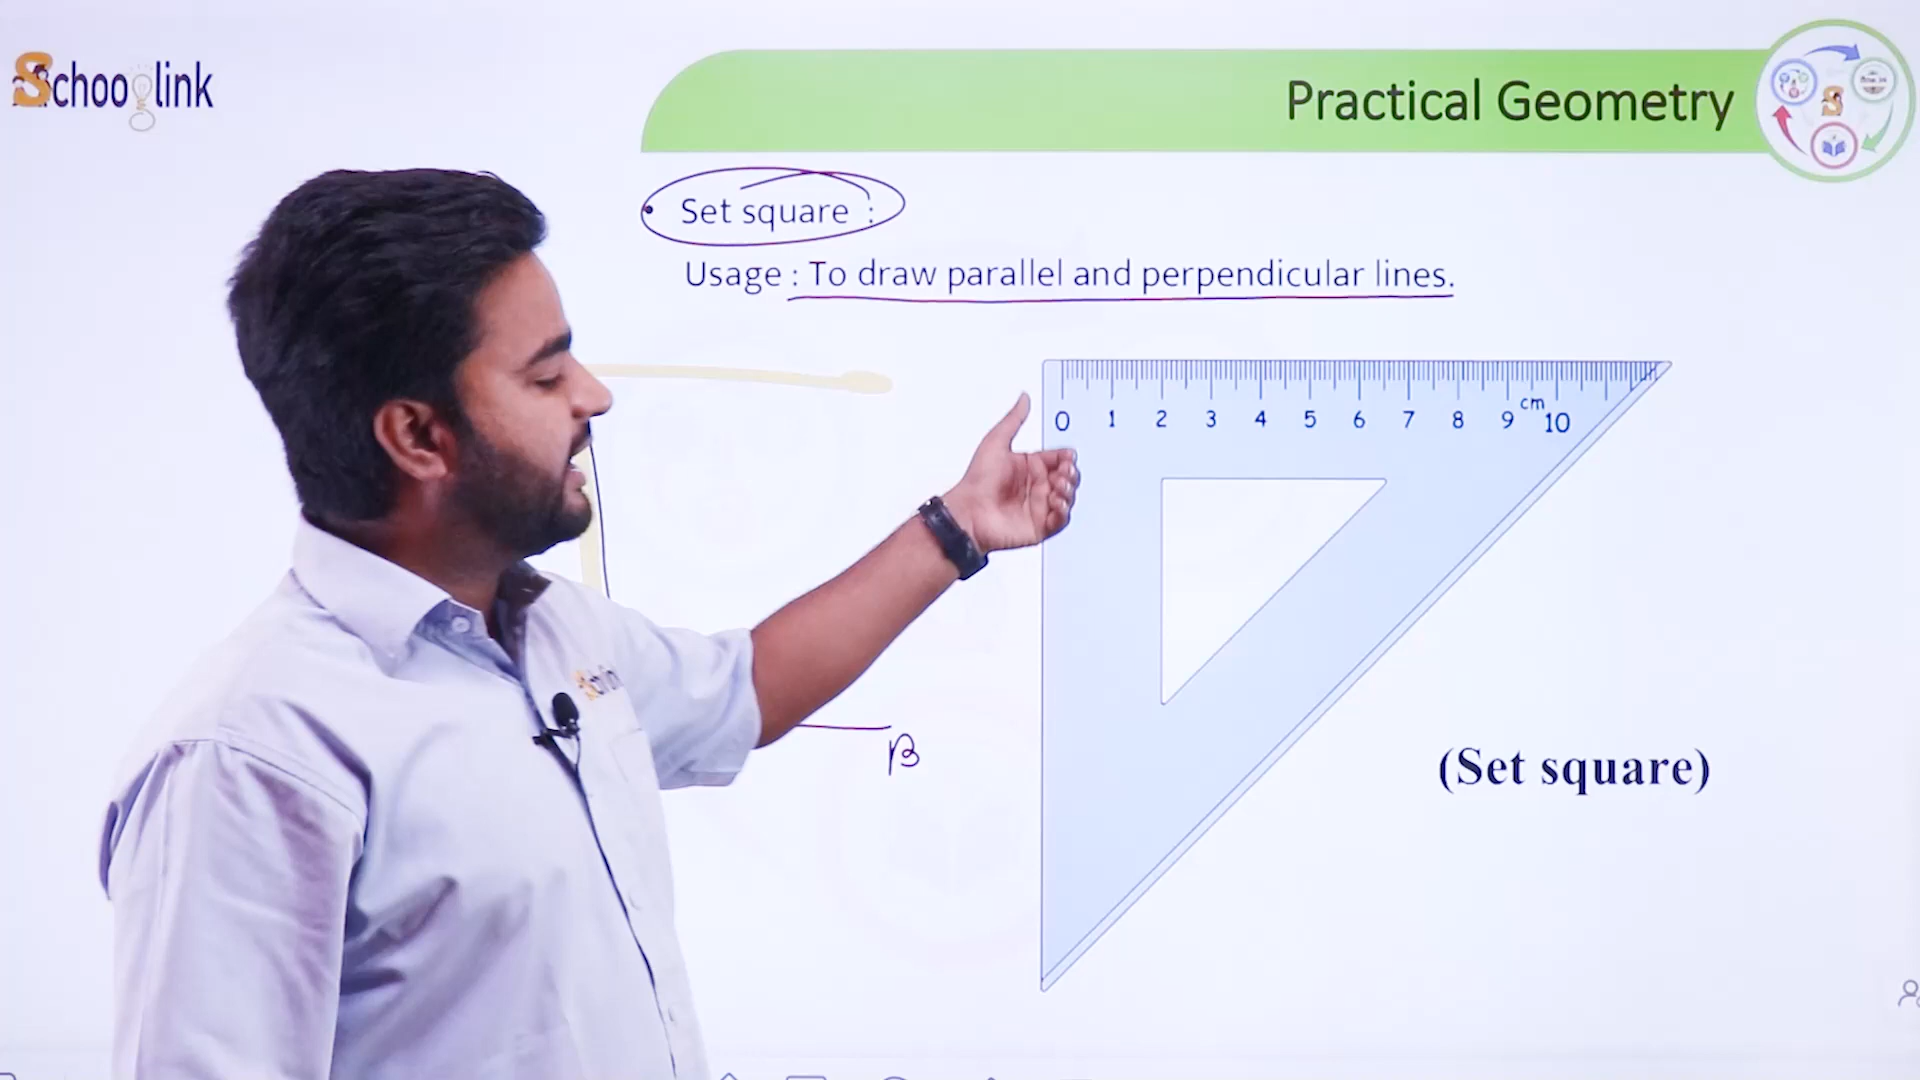 Schooglink
Practical Geometry
• Set square :
Usage : To draw parallel and perpendicular lines.
0 1 2 3 4 5 6 7 8 9 cm 10
B
(Set square)